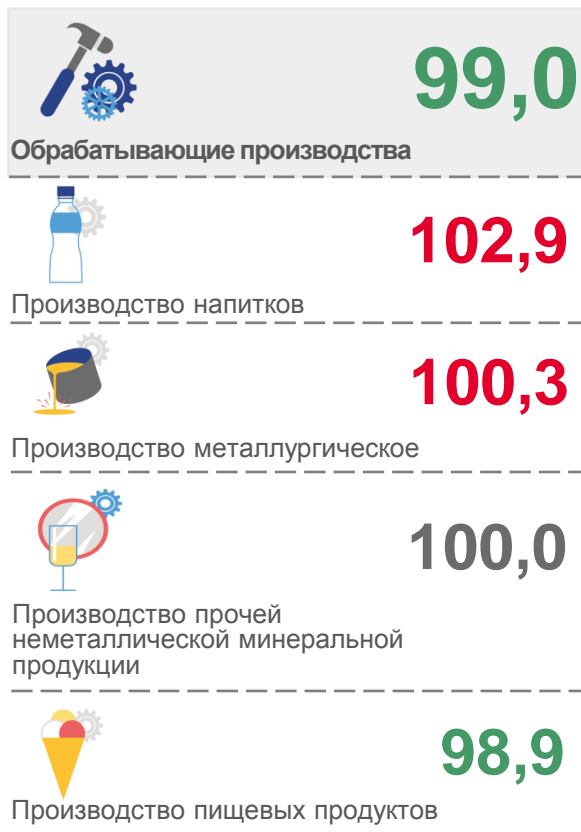 99,0
Обрабатывающие производства
102,9
Производство напитков
100,3
Производство металлургическое
100,0
Производство прочей
неметаллической минеральной
продукции
98,9
Производство пищевых продуктов